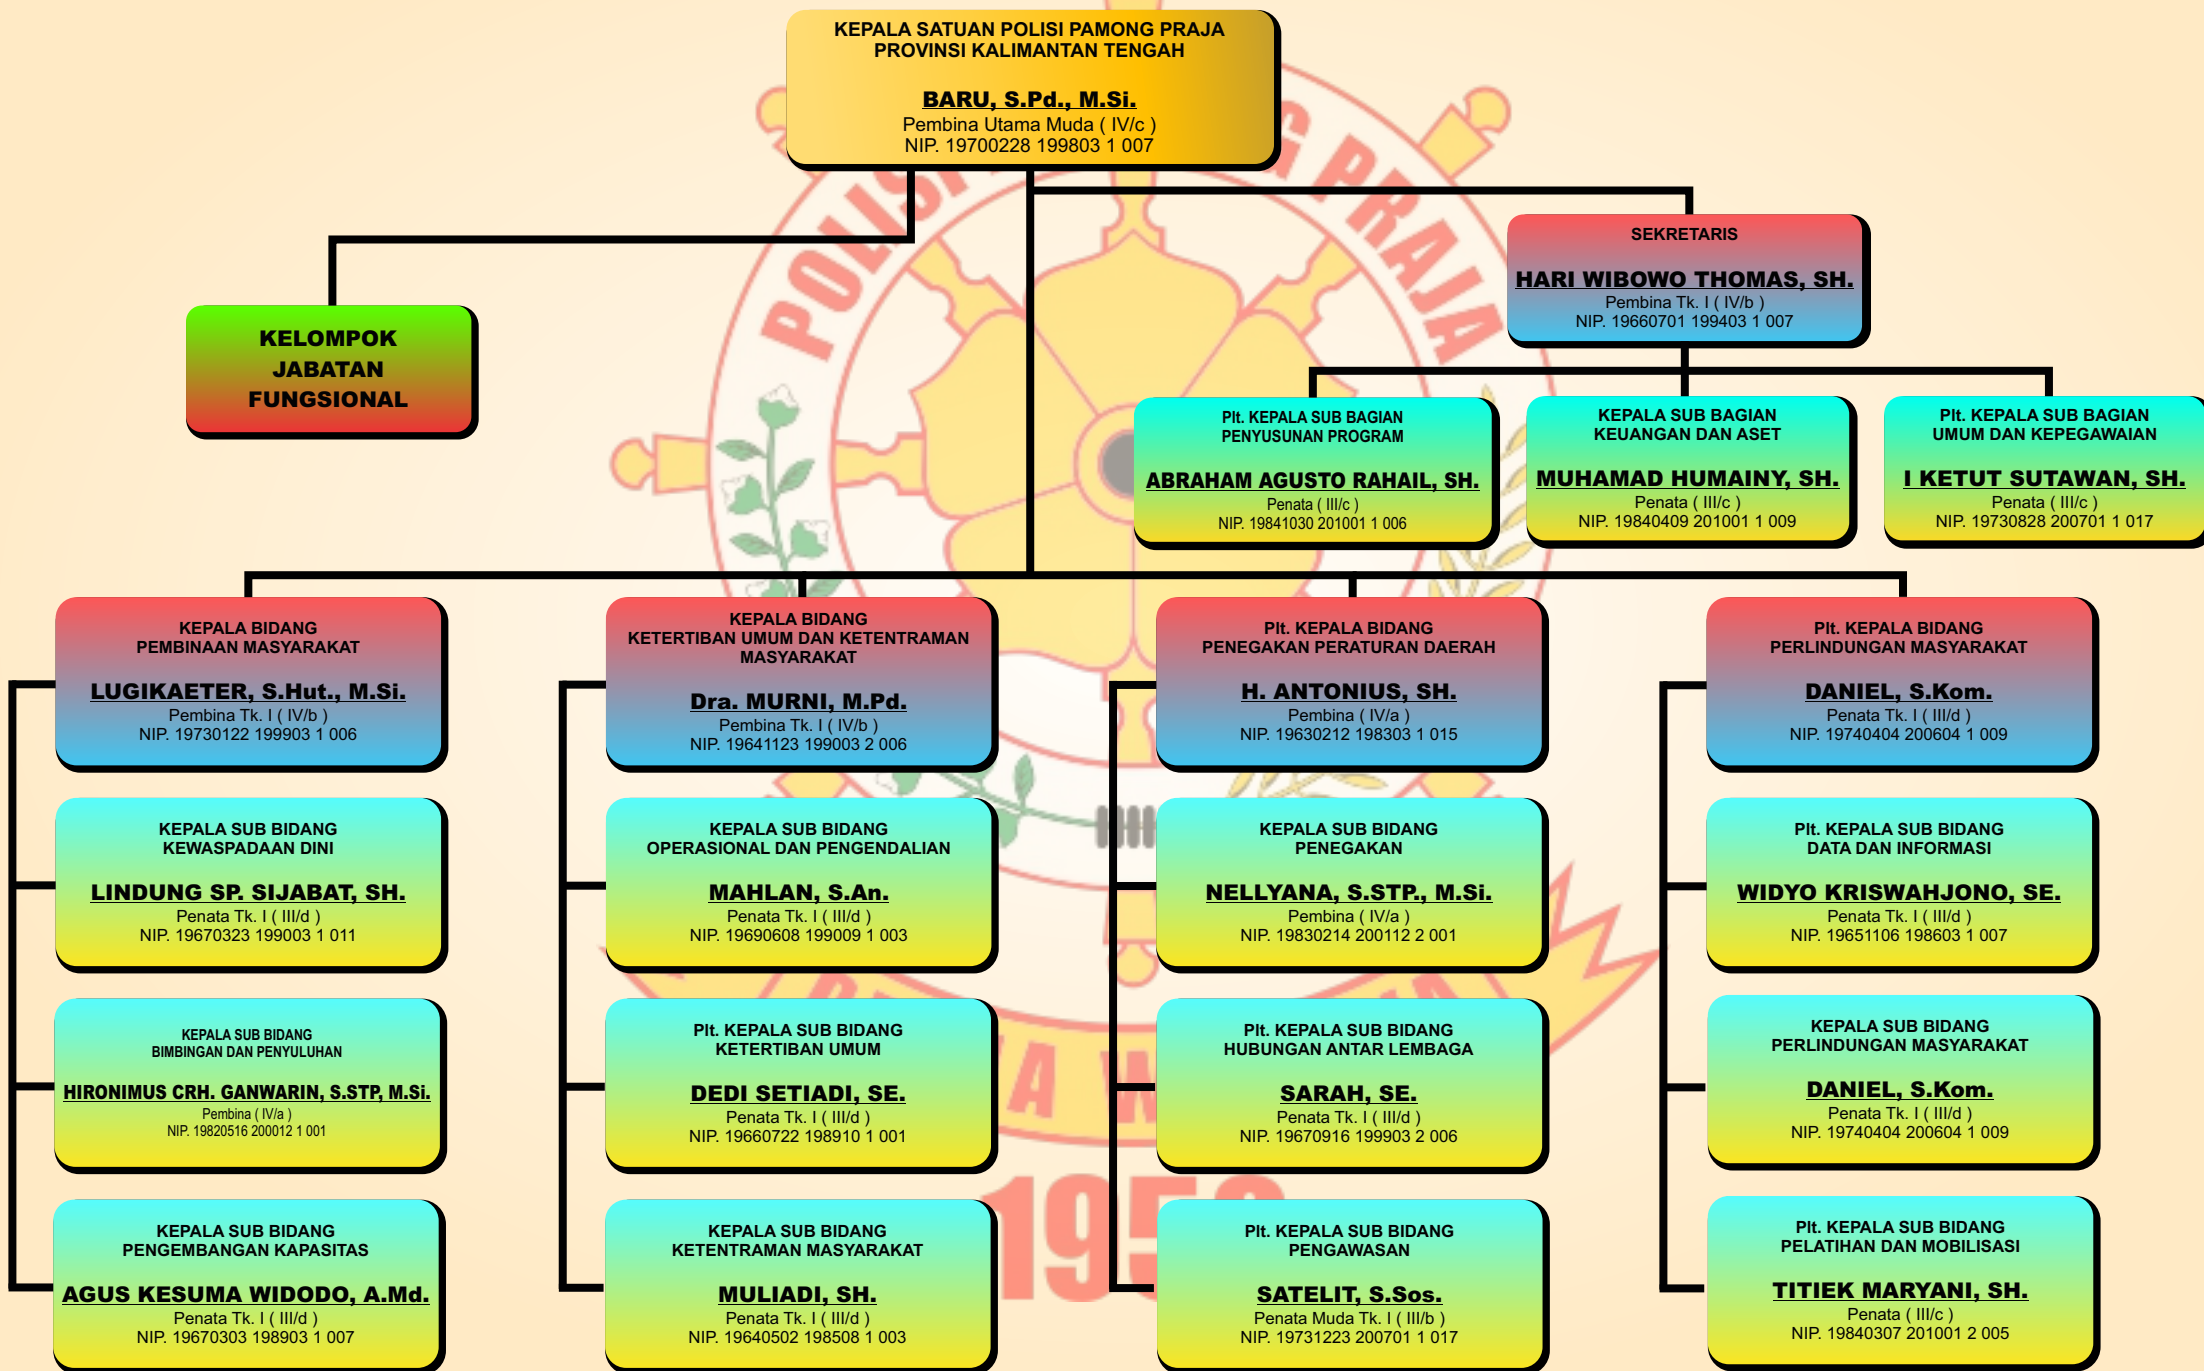 KEPALA SATUAN POLISI PAMONG PRAJA
PROVINSI KALIMANTAN TENGAH
BARU, S.Pd., M.Si.
Pembina Utama Muda ( IV/c )
NIP. 19700228 199803 1 007
SEKRETARIS
HARI WIBOWO THOMAS, SH.
Pembina Tk. I ( IV/b )
NIP. 19660701 199403 1 007
KELOMPOK
JABATAN
FUNGSIONAL
Plt. KEPALA SUB BAGIAN
PENYUSUNAN PROGRAM
ABRAHAM AGUSTO RAHAIL, SH.
Penata ( III/c )
NIP. 19841030 201001 1 006
KEPALA SUB BAGIAN
KEUANGAN DAN ASET
MUHAMAD HUMAINY, SH.
Penata ( III/c )
NIP. 19840409 201001 1 009
Plt. KEPALA SUB BAGIAN
UMUM DAN KEPEGAWAIAN
I KETUT SUTAWAN, SH.
Penata ( III/c )
NIP. 19730828 200701 1 017
KEPALA BIDANG
PEMBINAAN MASYARAKAT
LUGIKAETER, S.Hut., M.Si.
Pembina Tk. I ( IV/b )
NIP. 19730122 199903 1 006
KEPALA SUB BIDANG
KEWASPADAAN DINI
LINDUNG SP. SIJABAT, SH.
Penata Tk. I ( III/d )
NIP. 19670323 199003 1 011
KEPALA SUB BIDANG
BIMBINGAN DAN PENYULUHAN
HIRONIMUS CRH. GANWARIN, S.STP, M.Si.
Pembina ( IV/a )
NIP. 19820516 200012 1 001
KEPALA SUB BIDANG
PENGEMBANGAN KAPASITAS
AGUS KESUMA WIDODO, A.Md.
Penata Tk. I ( III/d )
NIP. 19670303 198903 1 007
KEPALA BIDANG
KETERTIBAN UMUM DAN KETENTRAMAN
MASYARAKAT
Dra. MURNI, M.Pd.
Pembina Tk. I ( IV/b )
NIP. 19641123 199003 2 006
KEPALA SUB BIDANG
OPERASIONAL DAN PENGENDALIAN
MAHLAN, S.An.
Penata Tk. I ( III/d )
NIP. 19690608 199009 1 003
Plt. KEPALA SUB BIDANG
KETERTIBAN UMUM
DEDI SETIADI, SE.
Penata Tk. I ( III/d )
NIP. 19660722 198910 1 001
KEPALA SUB BIDANG
KETENTRAMAN MASYARAKAT
MULIADI, SH.
Penata Tk. I ( III/d )
NIP. 19640502 198508 1 003
Plt. KEPALA BIDANG
PENEGAKAN PERATURAN DAERAH
H. ANTONIUS, SH.
Pembina ( IV/a )
NIP. 19630212 198303 1 015
KEPALA SUB BIDANG
PENEGAKAN
NELLYANA, S.STP., M.Si.
Pembina ( IV/a )
NIP. 19830214 200112 2 001
Plt. KEPALA SUB BIDANG
HUBUNGAN ANTAR LEMBAGA
SARAH, SE.
Penata Tk. I ( III/d )
NIP. 19670916 199903 2 006
Plt. KEPALA SUB BIDANG
PENGAWASAN
SATELIT, S.Sos.
Penata Muda Tk. I ( III/b )
NIP. 19731223 200701 1 017
Plt. KEPALA BIDANG
PERLINDUNGAN MASYARAKAT
DANIEL, S.Kom.
Penata Tk. I ( III/d )
NIP. 19740404 200604 1 009
Plt. KEPALA SUB BIDANG
DATA DAN INFORMASI
WIDYO KRISWAHJONO, SE.
Penata Tk. I ( III/d )
NIP. 19651106 198603 1 007
KEPALA SUB BIDANG
PERLINDUNGAN MASYARAKAT
DANIEL, S.Kom.
Penata Tk. I ( III/d )
NIP. 19740404 200604 1 009
Plt. KEPALA SUB BIDANG
PELATIHAN DAN MOBILISASI
TITIEK MARYANI, SH.
Penata ( III/c )
NIP. 19840307 201001 2 005
PRAJA